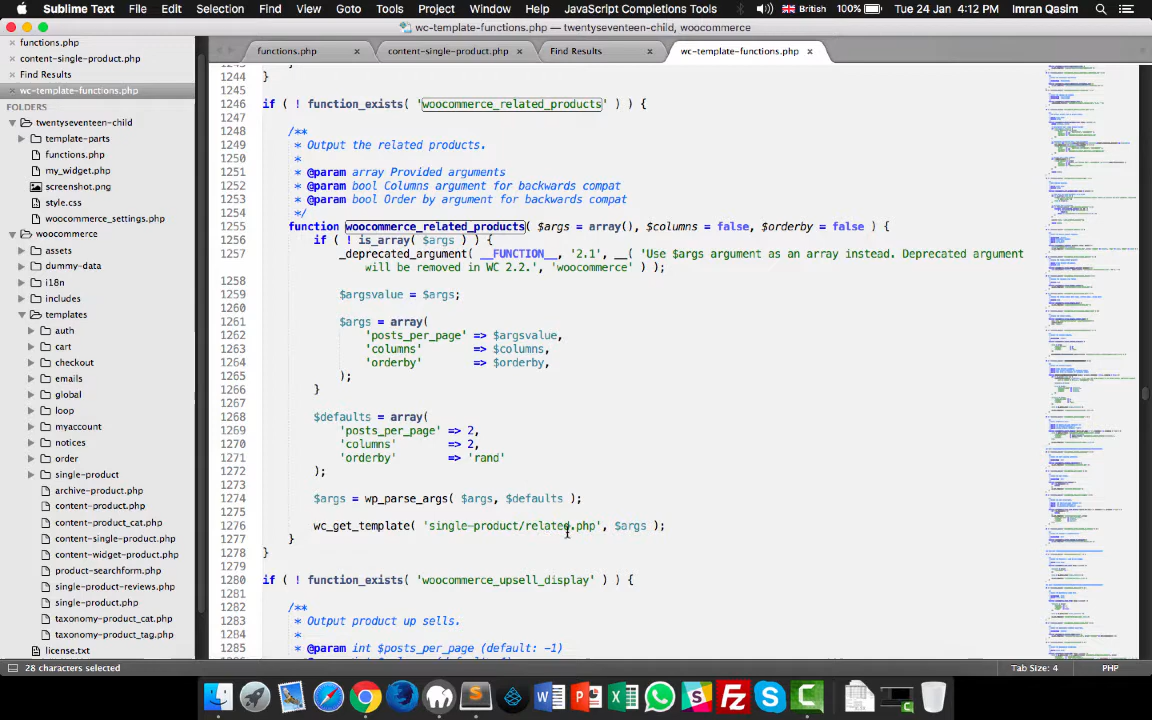 Sublime Text File Edit Selection Find View Goto Tools Project Window Help JavaScript Completions Tools British 100% Tue 24 Jan 4:12 PM Imran Qasim
wc-template-functions.php — twentyseventeen-child, woocommerce
functions.php
content-single-product.php
Find Results
wc-template-functions.php
FOLDERS
twentyseventeen-child
template-parts
functions.php
my_widget.php
screenshot.png
style.css
woocommerce_settings.php
woocommerce
assets
dummy-data
i18n
includes
templates
auth
cart
checkout
emails
global
loop
myaccount
notices
order
single-product
archive-product.php
content-product.php
content-product_cat.php
content-single-product.php
content-widget-product.php
product-searchform.php
single-product-reviews.php
single-product.php
taxonomy-product_cat.php
taxonomy-product_tag.php
license.txt
functions.php × content-single-product.php × Find Results × wc-template-functions.php ×
1244 }
1245
1246 if ( ! function_exists( 'woocommerce_related_products' ) ) {
1247
1248 /**
1249 * Output the related products.
1250 *
1251 * @param array Provided arguments
1252 * @param bool Columns argument for backwards compat
1253 * @param bool Order by argument for backwards compat
1254 */
1255 function woocommerce_related_products( $args = array(), $columns = false, $orderby = false ) {
1256 if ( ! is_array( $args ) ) {
1257 _deprecated_argument( __FUNCTION__, '2.1', __( 'Use $args argument as an array instead. Deprecated argument
will be removed in WC 2.2.', 'woocommerce' ) );
1258
1259 $argsvalue = $args;
1260
1261 $args = array(
1262 'posts_per_page' => $argsvalue,
1263 'columns' => $columns,
1264 'orderby' => $orderby,
1265 );
1266 }
1267
1268 $defaults = array(
1269 'posts_per_page' => 2,
1270 'columns' => 2,
1271 'orderby' => 'rand'
1272 );
1273
1274 $args = wp_parse_args( $args, $defaults );
1275
1276 wc_get_template( 'single-product/related.php', $args );
1277 }
1278 }
1279
1280 if ( ! function_exists( 'woocommerce_upsell_display' ) ) {
1281
1282 /**
1283 * Output product up sells.
1284 *
1285 * @param int $posts_per_page (default: -1)
28 characters selected Tab Size: 4 PHP